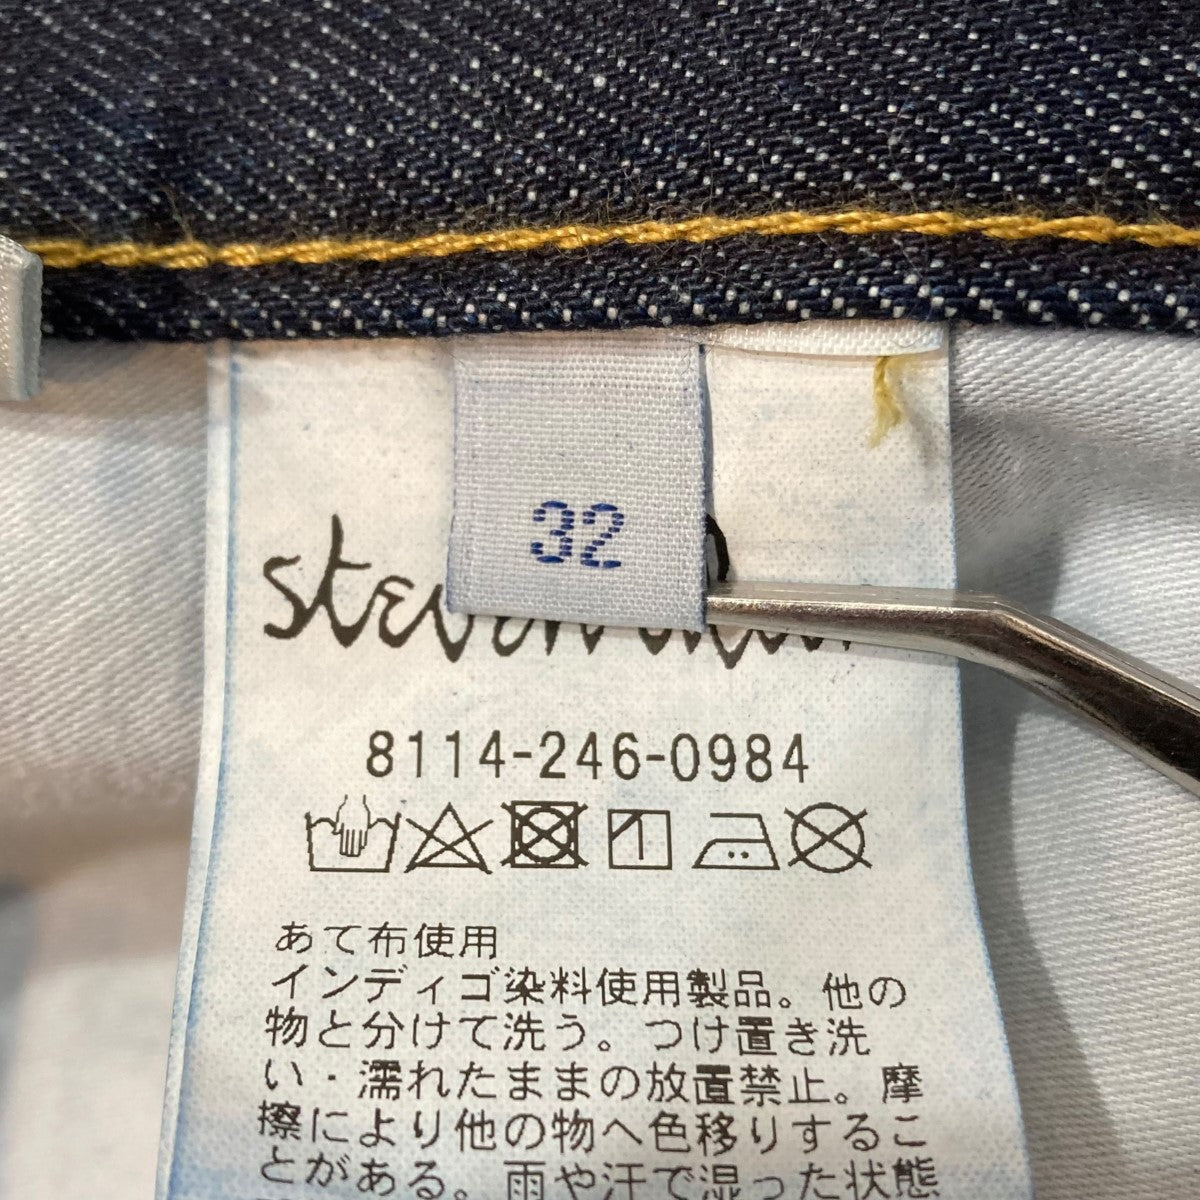 32
8114-246-0984
あて布使用
インディゴ染料使用製品。他の
物と分けて洗う。つけ置き洗
い・濡れたままの放置禁止。摩
擦により他の物へ色移りするこ
とがある。雨や汗で湿った状態